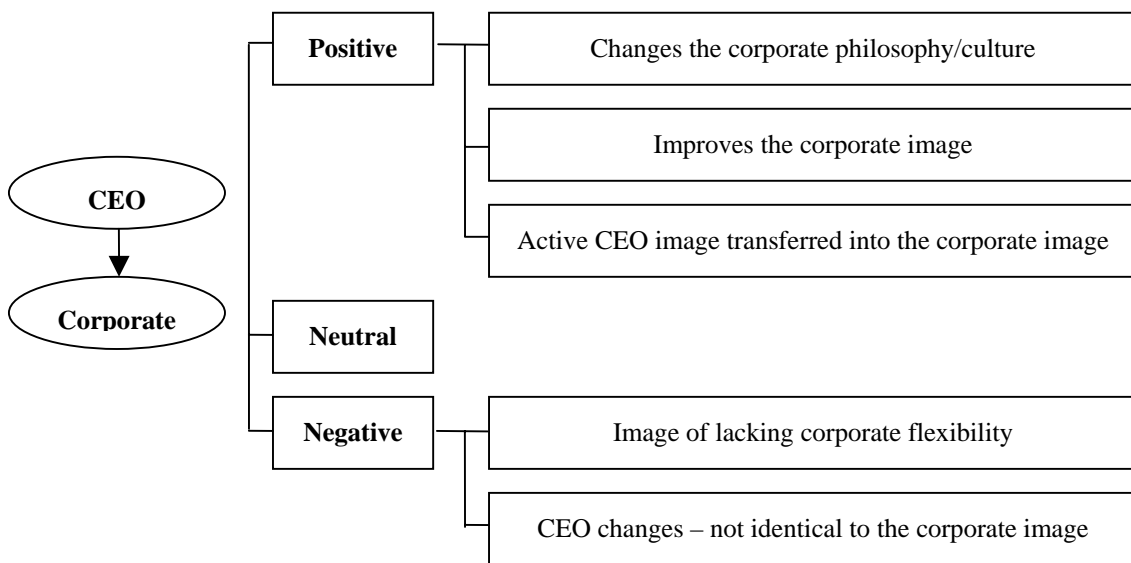 Positive
Changes the corporate philosophy/culture
Improves the corporate image
CEO
Active CEO image transferred into the corporate image
Corporate
Neutral
Negative
Image of lacking corporate flexibility
CEO changes – not identical to the corporate image